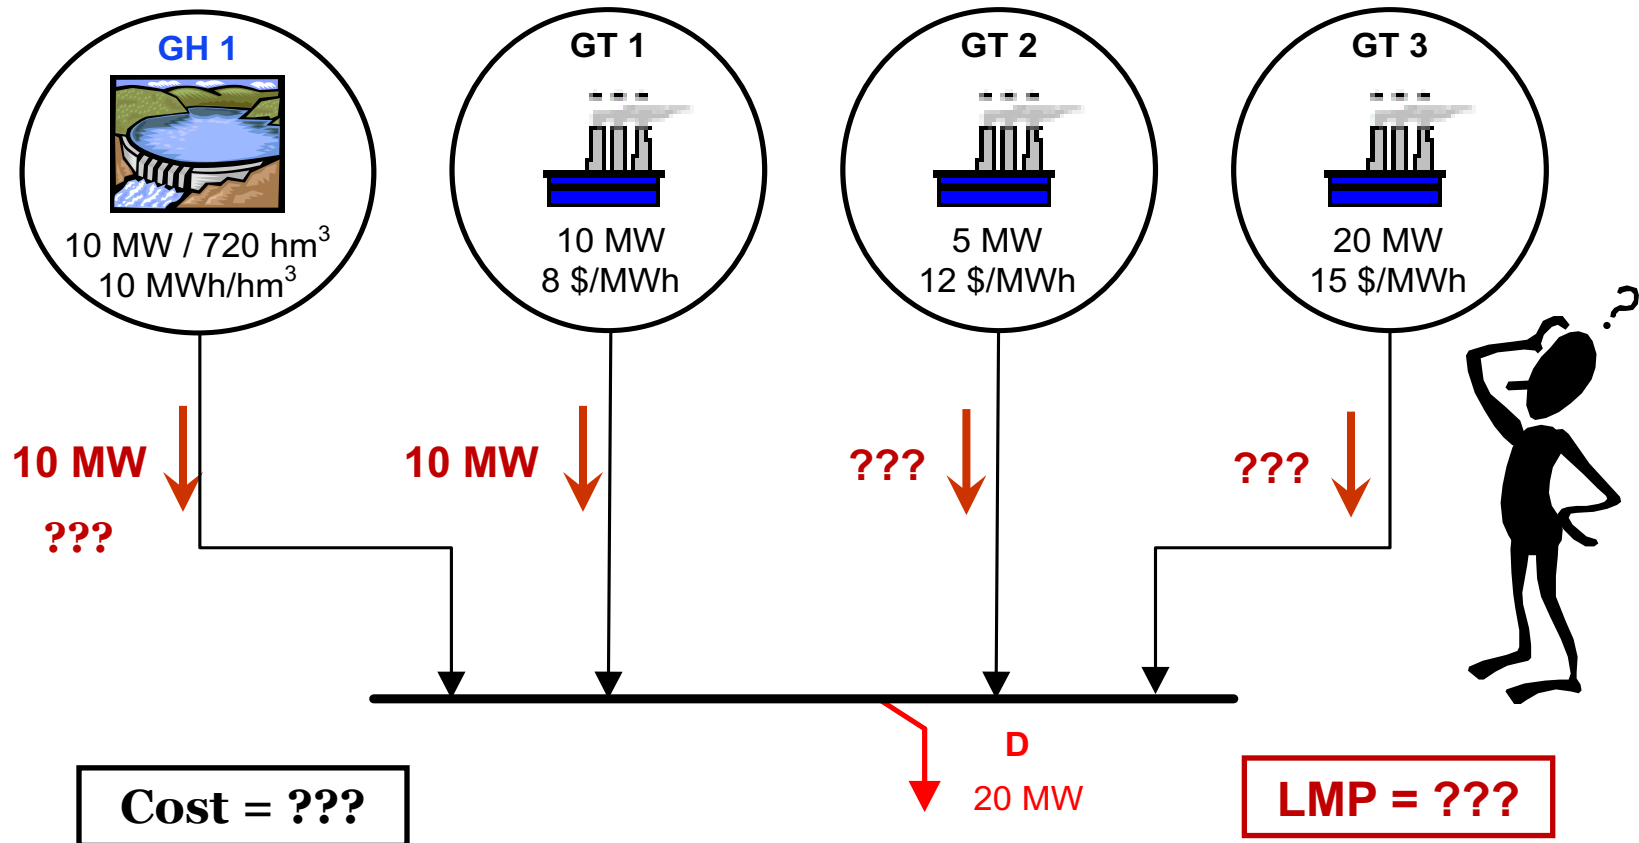 GH 1
10 MW / 720 hm³
10 MWh/hm³
GT 1
10 MW
8 $/MWh
GT 2
5 MW
12 $/MWh
GT 3
20 MW
15 $/MWh
?
10 MW
???
10 MW
???
???
D
20 MW
Cost = ???
LMP = ???